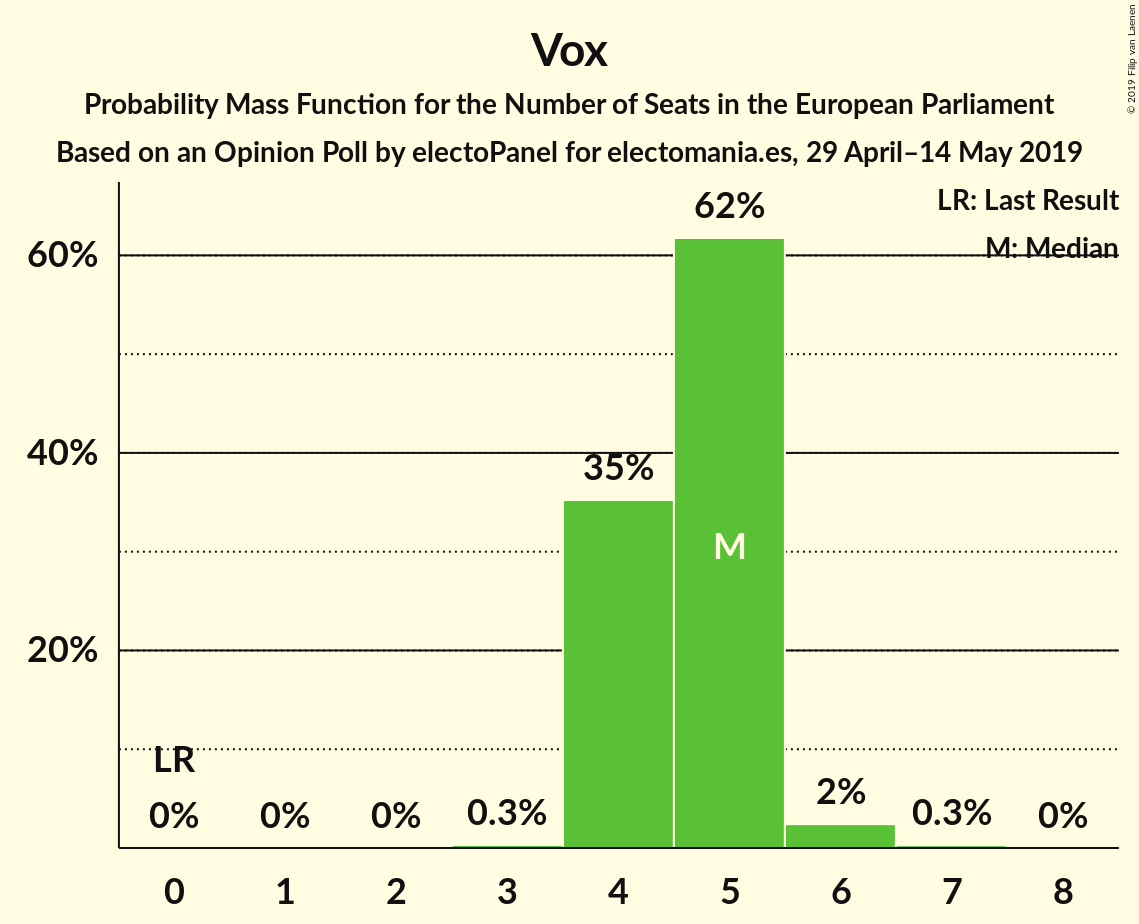 Vox
Probability Mass Function for the Number of Seats in the European Parliament
Based on an Opinion Poll by electoPanel for electomania.es, 29 April–14 May 2019
© 2019 Filip van Laenen
LR: Last Result
M: Median
60%
40%
20%
62%
35%
M
LR
0%
0%
0%
0.3%
2%
0.3%
0%
0 1 2 3 4 5 6 7 8